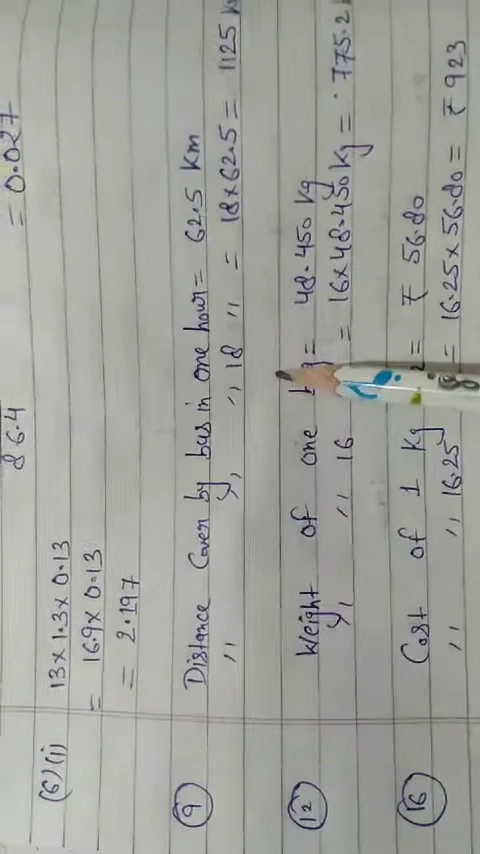 86.4 = 0.027
(6)(i) 13 x 1.3 x 0.13
= 16.9 x 0.13
= 2.197
(9) Distance Cover by bus in one hour = 62.5 Km
,, ,, ,, 18 ,, = 18 x 62.5 = 1125
(12) Weight of one = 48.450 kg
,, ,, 16 = 16 x 48.450 kg = 775.2
(16) Cost of 1 kg = ₹ 56.80
,, ,, 16.25 = 16.25 x 56.80 = ₹ 923